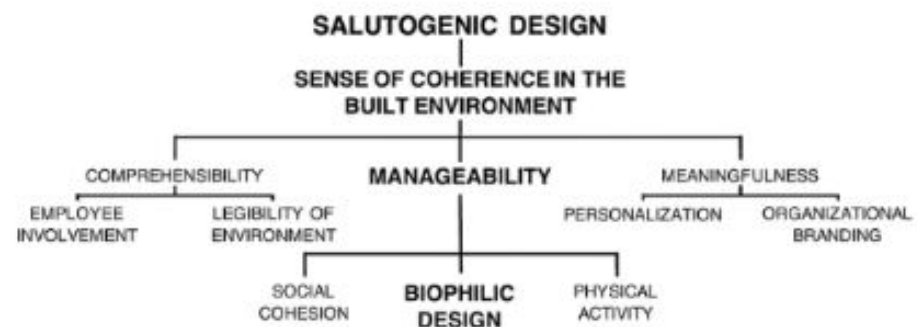 SALUTOGENIC DESIGN
SENSE OF COHERENCE IN THE
BUILT ENVIRONMENT
COMPREHENSIBILITY
MANAGEABILITY
MEANINGFULNESS
EMPLOYEE
INVOLVEMENT
LEGIBILITY OF
ENVIRONMENT
PERSONALIZATION
ORGANIZATIONAL
BRANDING
SOCIAL
COHESION
BIOPHILIC
DESIGN
PHYSICAL
ACTIVITY